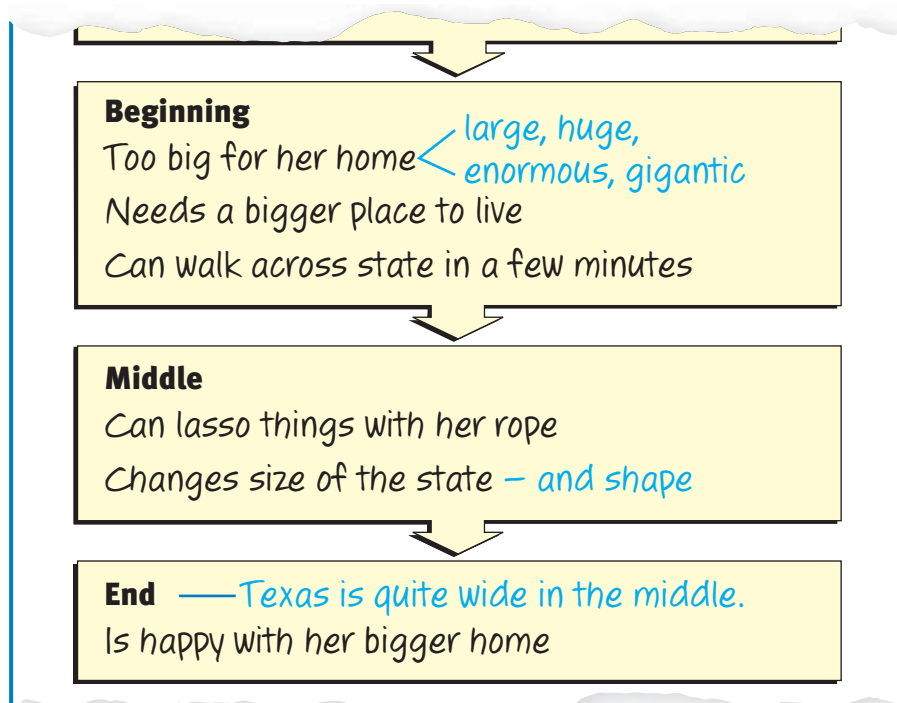 Beginning
Too big for her home
large, huge,
enormous, gigantic
Needs a bigger place to live
Can walk across state in a few minutes
Middle
Can lasso things with her rope
Changes size of the state – and shape
End — Texas is quite wide in the middle.
Is happy with her bigger home